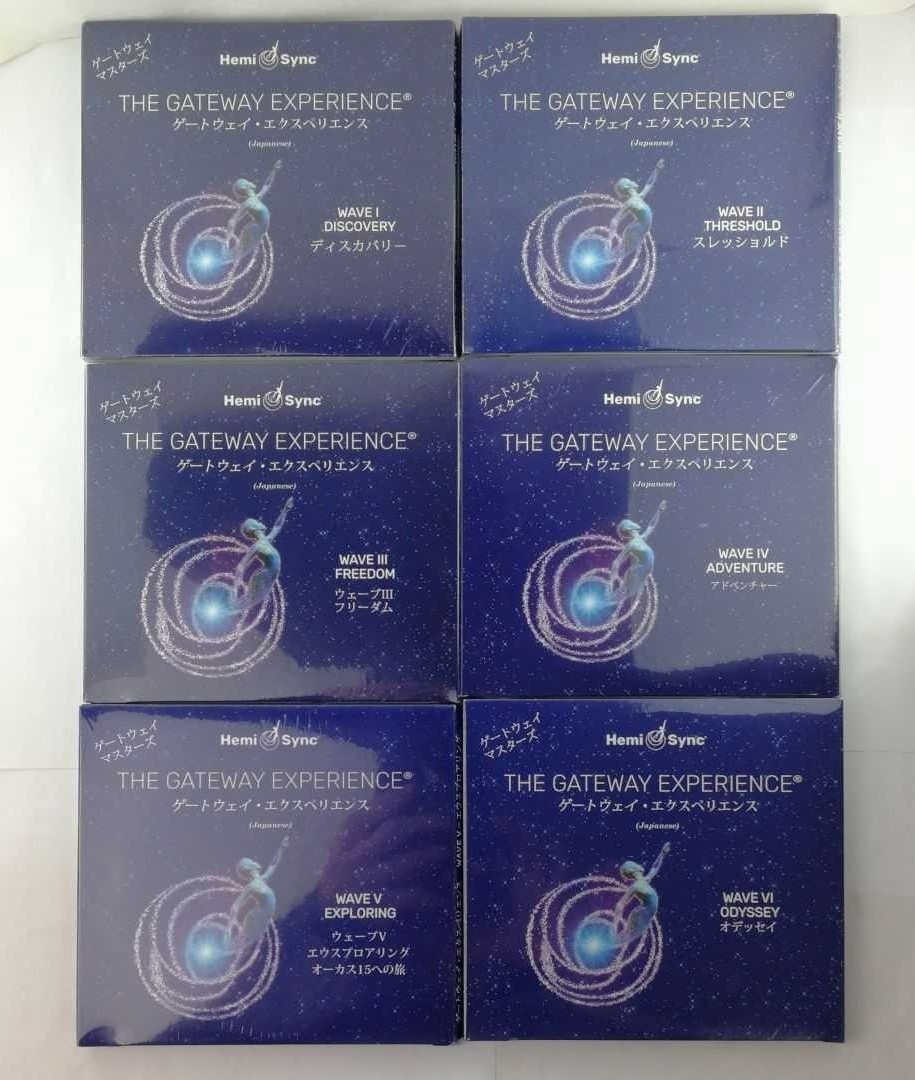 ゲートウェイ
マスターズ
Hemi Sync
THE GATEWAY EXPERIENCE®
ゲートウェイ・エクスペリエンス
(Japanese)
WAVE I
DISCOVERY
ディスカバリー
ゲートウェイ
マスターズ
Hemi Sync
THE GATEWAY EXPERIENCE®
ゲートウェイ・エクスペリエンス
(Japanese)
WAVE II
THRESHOLD
スレッショルド
ゲートウェイ
マスターズ
Hemi Sync
THE GATEWAY EXPERIENCE®
ゲートウェイ・エクスペリエンス
(Japanese)
WAVE III
FREEDOM
ウェーブIII
フリーダム
ゲートウェイ
マスターズ
Hemi Sync
THE GATEWAY EXPERIENCE®
ゲートウェイ・エクスペリエンス
(Japanese)
WAVE IV
ADVENTURE
アドベンチャー
ゲートウェイ
マスターズ
Hemi Sync
THE GATEWAY EXPERIENCE®
ゲートウェイ・エクスペリエンス
(Japanese)
WAVE V
EXPLORING
ウェーブV
エウスプロアリング
オーカス15への旅
ゲートウェイ
マスターズ
Hemi Sync
THE GATEWAY EXPERIENCE®
ゲートウェイ・エクスペリエンス
(Japanese)
WAVE VI
ODYSSEY
オデッセイ